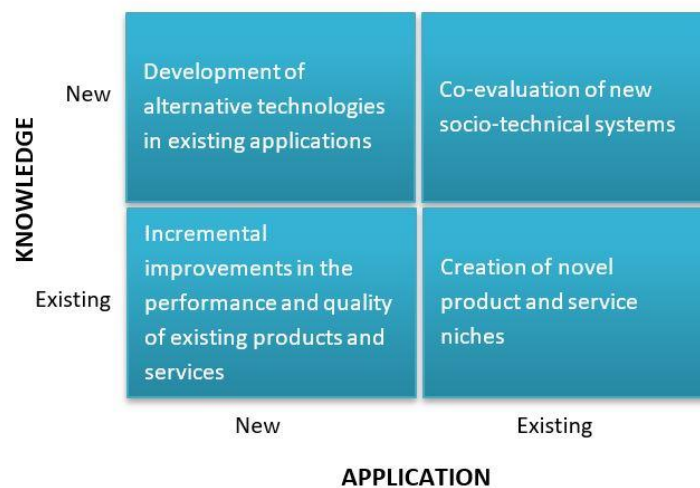 KNOWLEDGE
New
Development of
alternative technologies
in existing applications
Co-evaluation of new
socio-technical systems
Existing
Incremental
improvements in the
performance and quality
of existing products and
services
Creation of novel
product and service
niches
New
Existing
APPLICATION